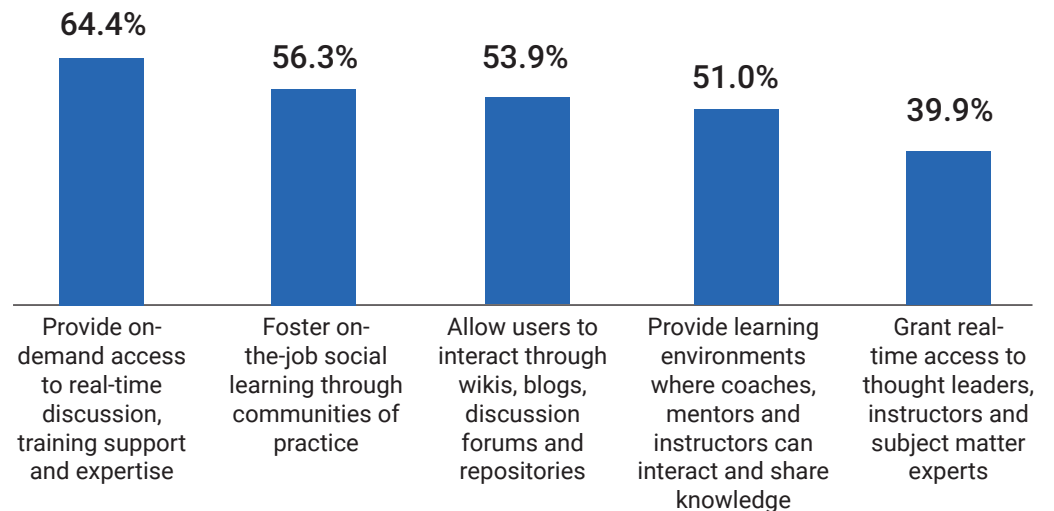 64.4%
56.3%
53.9%
51.0%
39.9%
Provide on-
demand access
to real-time
discussion,
training support
and expertise
Foster on-
the-job social
learning through
communities of
practice
Allow users to
interact through
wikis, blogs,
discussion
forums and
repositories
Provide learning
environments
where coaches,
mentors and
instructors can
interact and share
knowledge
Grant real-
time access to
thought leaders,
instructors and
subject matter
experts